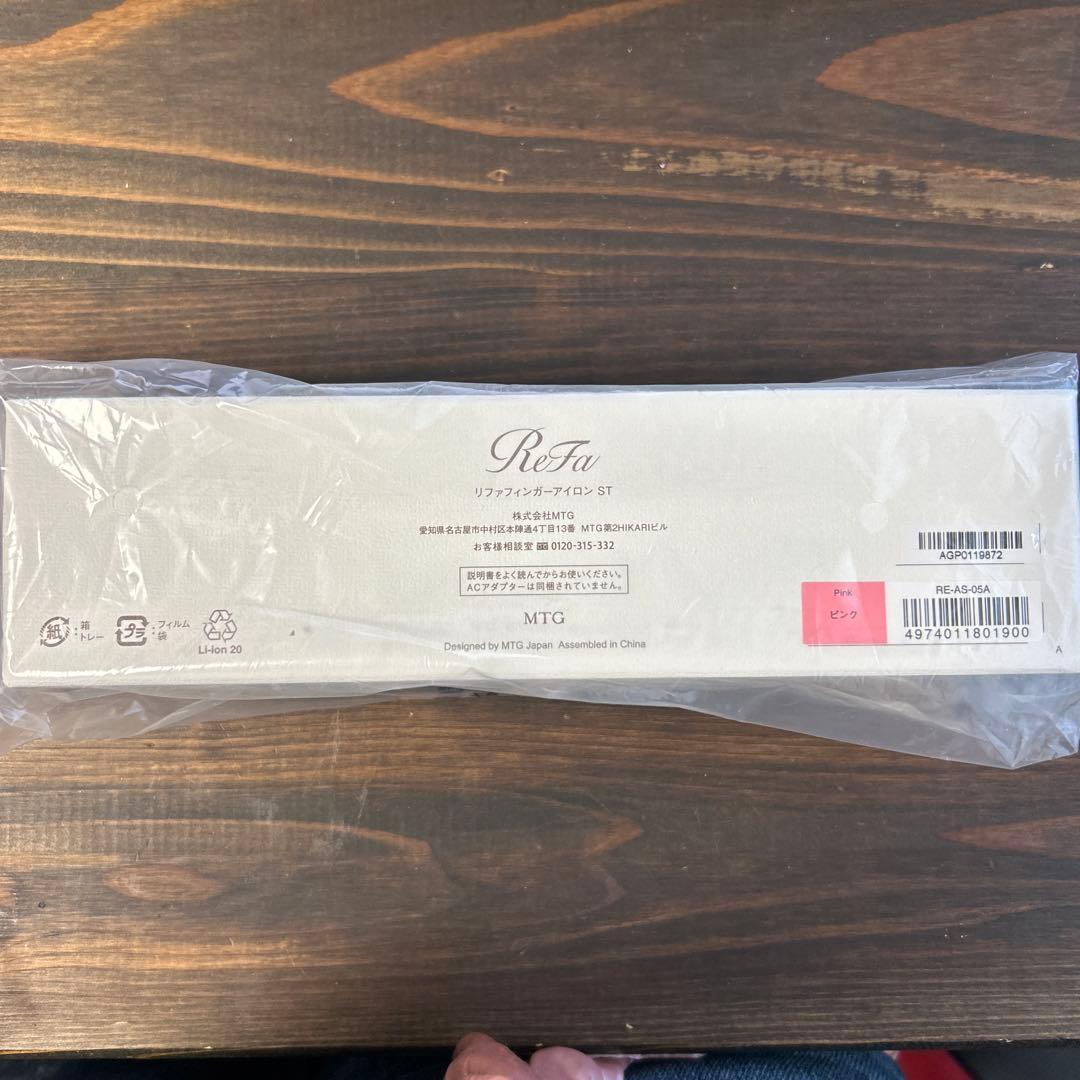 ReFa
リファフィンガーアイロン ST
株式会社MTG
愛知県名古屋市中村区本陣通4丁目13番 MTG第2HIKARIビル
お客様相談室 0120-315-332
説明書をよく読んでからお使いください。
ACアダプターは同梱されていません。
MTG
Designed by MTG Japan Assembled in China
紙 : 箱 トレー
プラ : フィルム 袋
Li-ion 20
AGP0119872
Pink
ピンク
RE-AS-05A
4974011801900
A